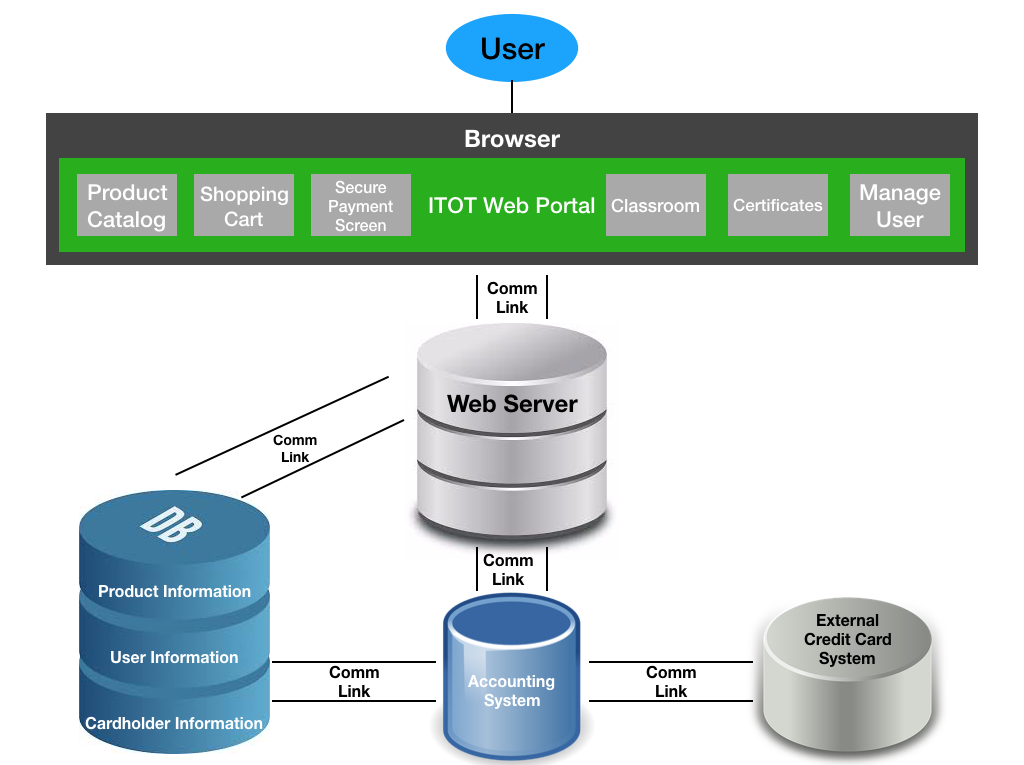 User
Browser
Product
Catalog
Shopping
Cart
Secure
Payment
Screen
ITOT Web Portal
Classroom
Certificates
Manage
User
Comm
Link
Web Server
Comm
Link
DB
Product Information
User Information
Cardholder Information
Comm
Link
Comm
Link
Accounting
System
Comm
Link
External
Credit Card
System